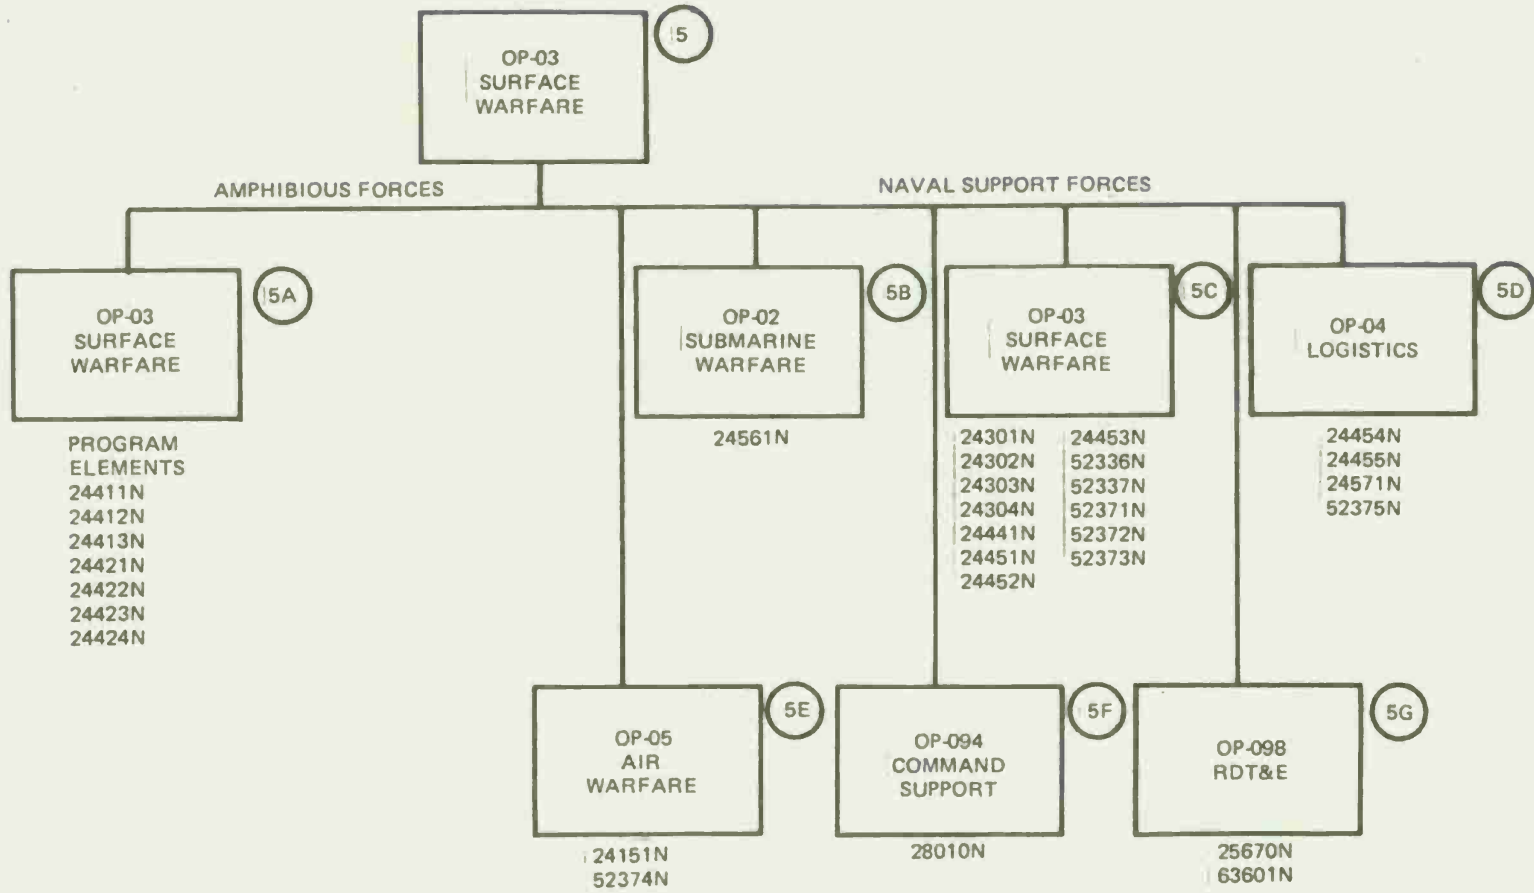 OP-03
SURFACE
WARFARE
5
AMPHIBIOUS FORCES
NAVAL SUPPORT FORCES
OP-03
SURFACE
WARFARE
5A
PROGRAM
ELEMENTS
24411N
24412N
24413N
24421N
24422N
24423N
24424N
OP-02
SUBMARINE
WARFARE
5B
24561N
OP-03
SURFACE
WARFARE
5C
24301N
24302N
24303N
24304N
24441N
24451N
24452N
24453N
52336N
52337N
52371N
52372N
52373N
OP-04
LOGISTICS
5D
24454N
24455N
24571N
52375N
OP-05
AIR
WARFARE
5E
24151N
52374N
OP-094
COMMAND
SUPPORT
5F
28010N
OP-098
RDT&E
5G
25670N
63601N